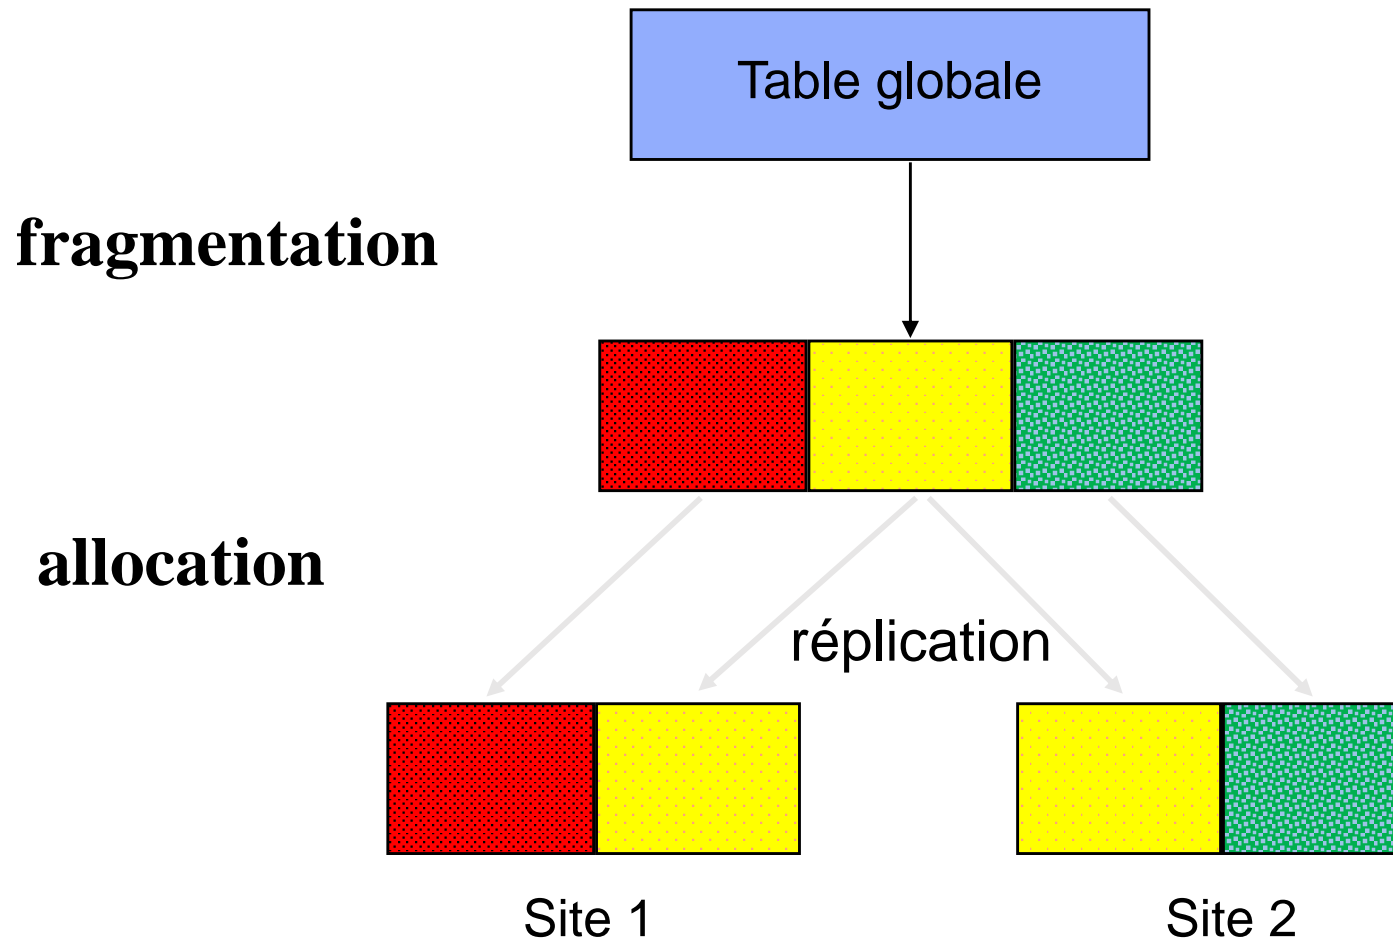 Table globale
fragmentation
allocation
réplication
Site 1
Site 2